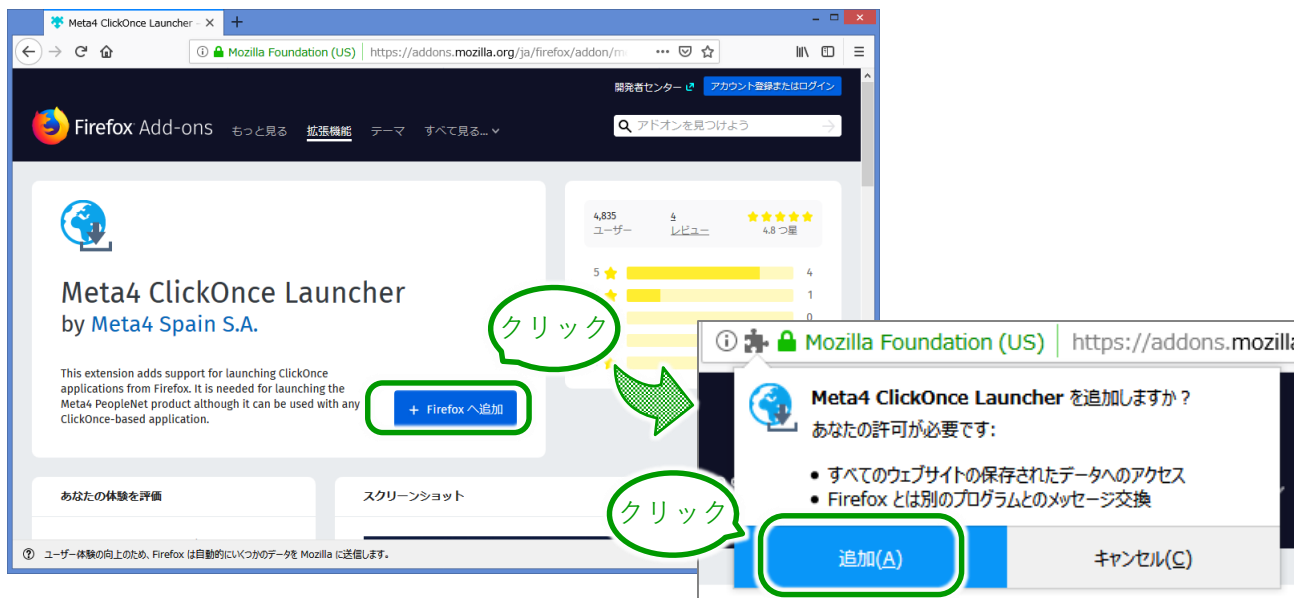 Meta4 ClickOnce Launcher -
Mozilla Foundation (US) https://addons.mozilla.org/ja/firefox/addon/m
開発者センター アカウント登録またはログイン
Firefox Add-ons もっと見る 拡張機能 テーマ すべて見る...
アドオンを見つけよう
4,835 4
ユーザー レビュー 4.8 つ星
5 4
1
0
Meta4 ClickOnce Launcher
by Meta4 Spain S.A.
This extension adds support for launching ClickOnce
applications from Firefox. It is needed for launching the
Meta4 PeopleNet product although it can be used with any
ClickOnce-based application.
+ Firefox へ追加
クリック
あなたの体験を評価
スクリーンショット
ユーザー体験の向上のため、Firefox は自動的にいくつかのデータを Mozilla に送信します。
Mozilla Foundation (US) https://addons.mozilla
Meta4 ClickOnce Launcher を追加しますか？
あなたの許可が必要です:
• すべてのウェブサイトの保存されたデータへのアクセス
• Firefox とは別のプログラムとのメッセージ交換
クリック
追加(A)
キャンセル(C)